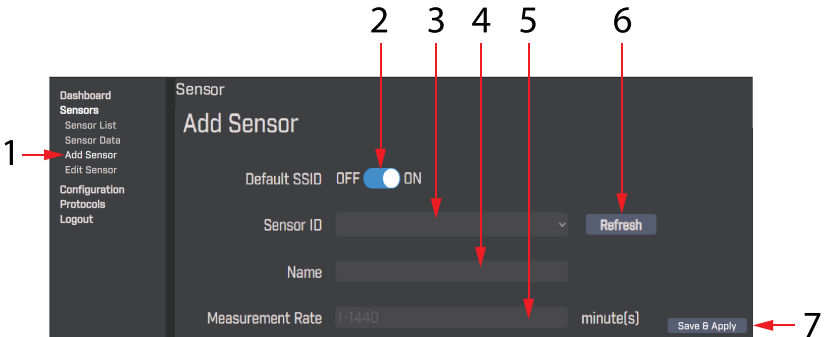 2 3 4 5 6
Dashboard
Sensors
Sensor List
Sensor Data
1 Add Sensor
Edit Sensor
Configuration
Protocols
Logout
Sensor
Add Sensor
Default SSID OFF ON
Sensor ID Refresh
Name
Measurement Rate 1-1440 minute(s) Save & Apply 7